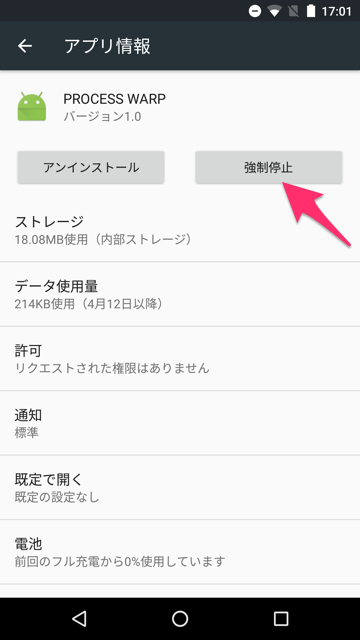 17:01
アプリ情報
PROCESS WARP
バージョン1.0
アンインストール
強制停止
ストレージ
18.08MB使用（内部ストレージ）
データ使用量
214KB使用（4月12日以降）
許可
リクエストされた権限はありません
通知
標準
既定で開く
既定の設定なし
電池
前回のフル充電から0%使用しています